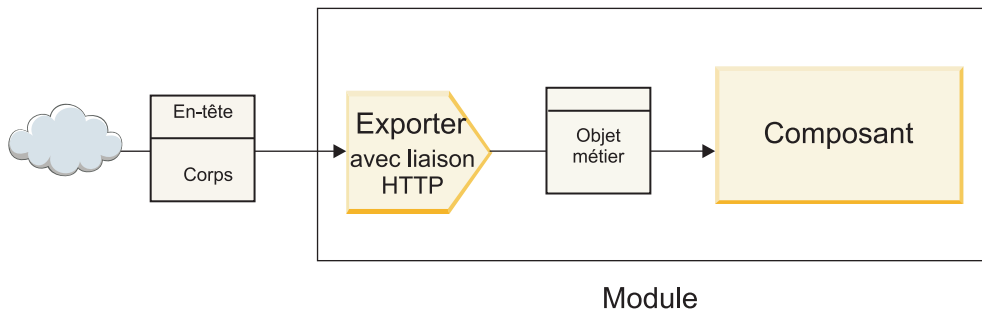 En-tête
Corps
Exporter
avec liaison
HTTP
Objet
métier
Composant
Module